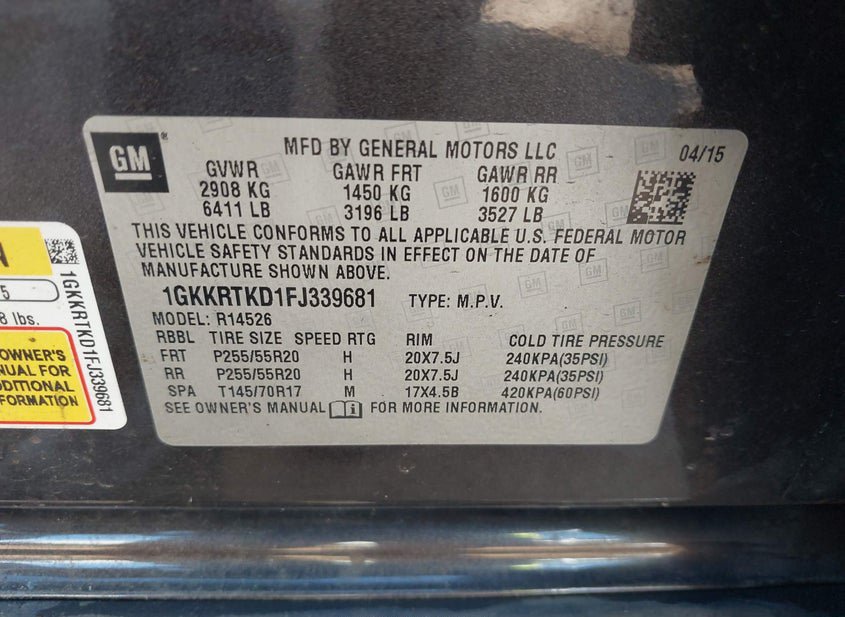 GM
MFD BY GENERAL MOTORS LLC 04/15
GVWR GAWR FRT GAWR RR
2908 KG 1450 KG 1600 KG
6411 LB 3196 LB 3527 LB
THIS VEHICLE CONFORMS TO ALL APPLICABLE U.S. FEDERAL MOTOR
VEHICLE SAFETY STANDARDS IN EFFECT ON THE DATE OF
MANUFACTURE SHOWN ABOVE.
1GKKRTKD1FJ339681 TYPE: M.P.V.
MODEL: R14526
RBBL TIRE SIZE SPEED RTG RIM COLD TIRE PRESSURE
FRT P255/55R20 H 20X7.5J 240KPA(35PSI)
RR P255/55R20 H 20X7.5J 240KPA(35PSI)
SPA T145/70R17 M 17X4.5B 420KPA(60PSI)
SEE OWNER'S MANUAL i FOR MORE INFORMATION.
5
8 lbs.
OWNER'S
NUAL FOR
DDITIONAL
FORMATION
1GKKRTKD1FJ339681